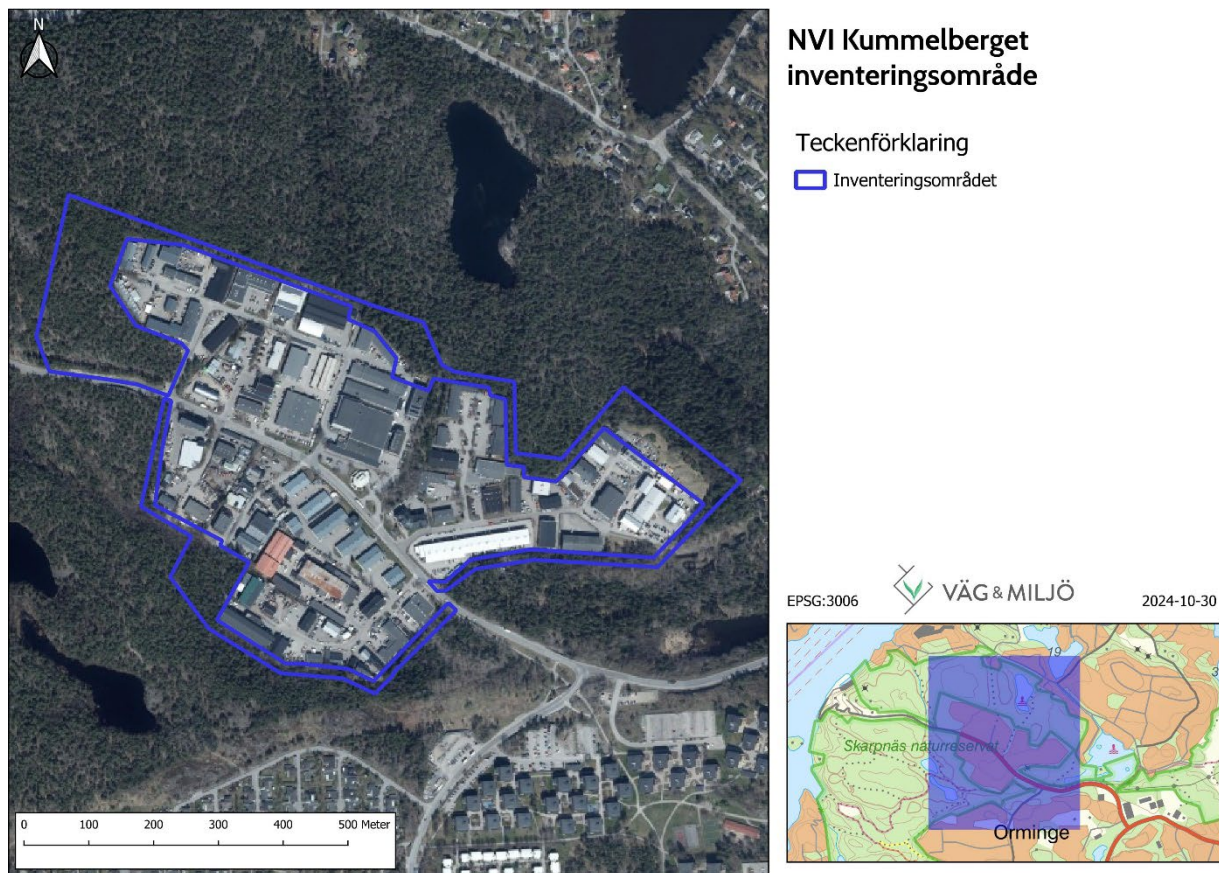 N
NVI Kummelberget
inventeringsområde
Teckenförklaring
Inventeringsområdet
0 100 200 300 400 500 Meter
EPSG:3006
VÄG & MILJÖ
2024-10-30
19
3
Skarpnäs naturreservat
Orminge